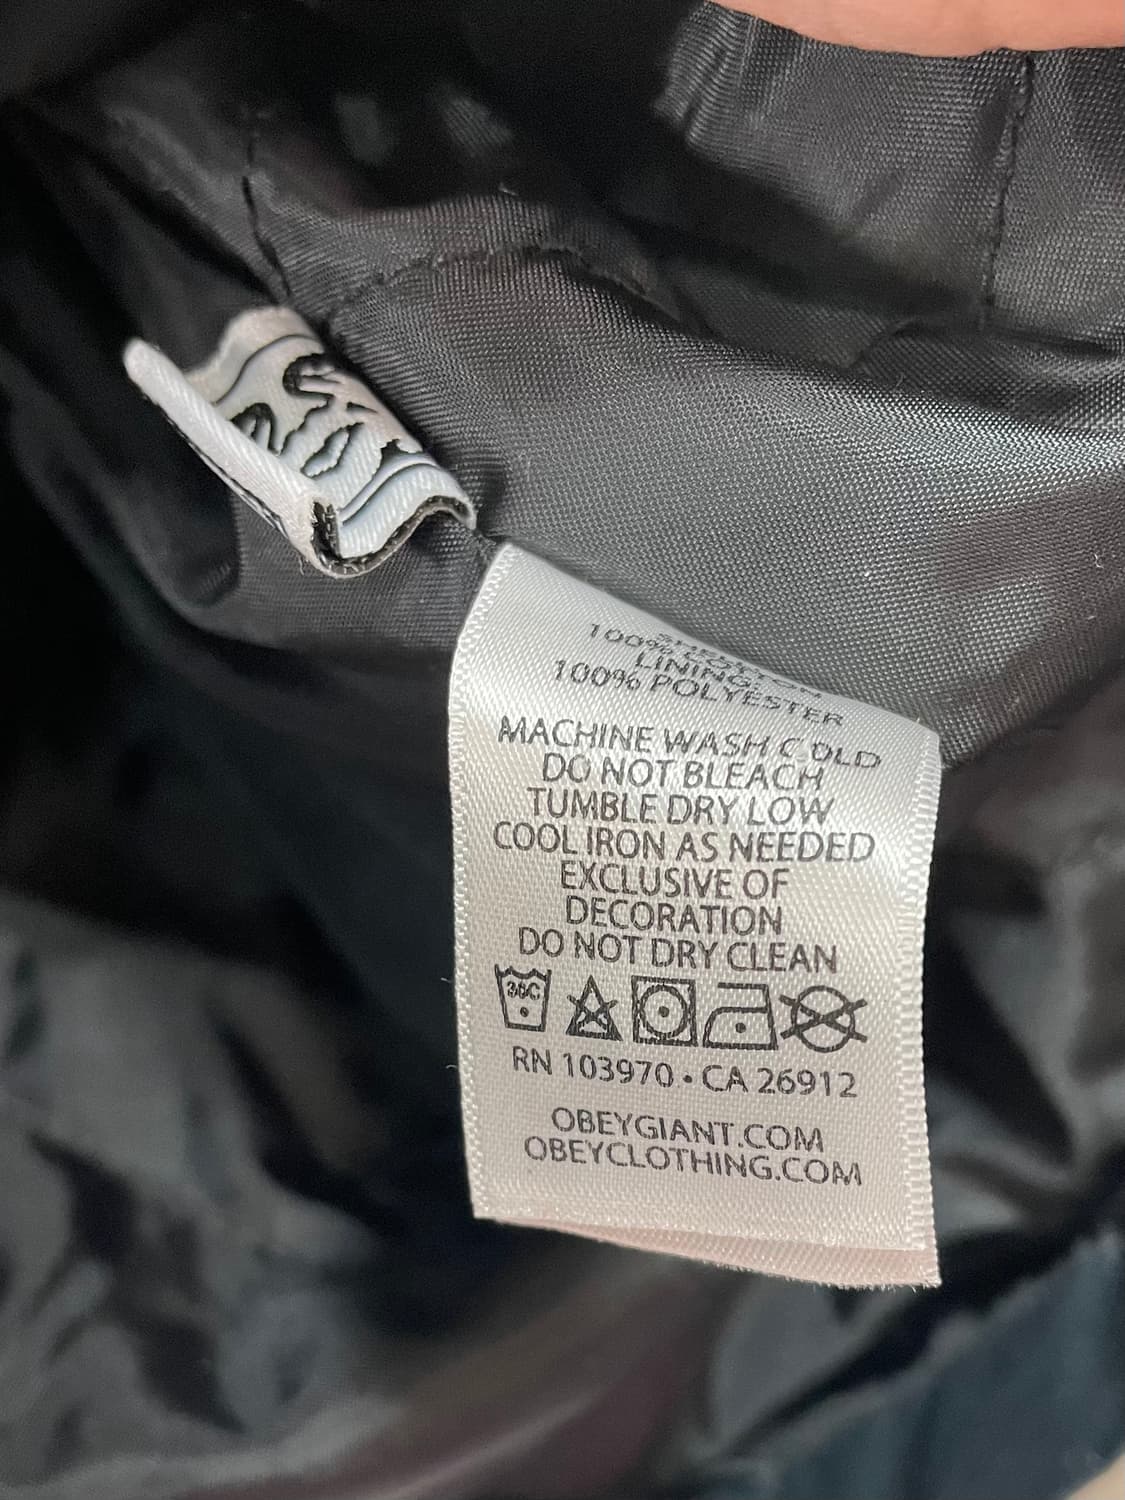 SHELL:
100% COTTON
LINING:
100% POLYESTER
MACHINE WASH COLD
DO NOT BLEACH
TUMBLE DRY LOW
COOL IRON AS NEEDED
EXCLUSIVE OF
DECORATION
DO NOT DRY CLEAN
30C
RN 103970 • CA 26912
OBEYGIANT.COM
OBEYCLOTHING.COM